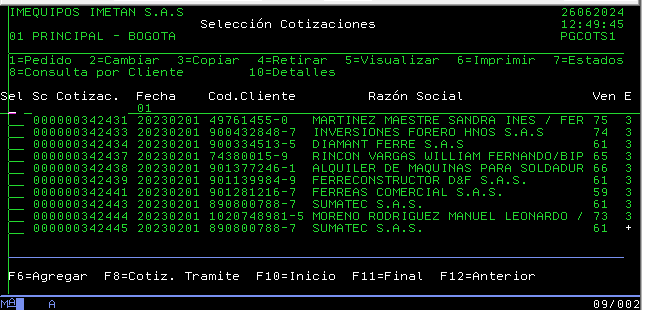 IMEQUIPOS IMETAN S.A.S 26062024
Selección Cotizaciones 12:49:45
01 PRINCIPAL - BOGOTA PGCOTS1
1=Pedido 2=Cambiar 3=Copiar 4=Retirar 5=Visualizar 6=Imprimir 7=Estados
8=Consulta por Cliente 10=Detalles
Sel Sc Cotizac. Fecha Cod.Cliente Razón Social Ven E
01
000000342431 20230201 49761455-0 MARTINEZ MAESTRE SANDRA INES / FER 75 3
000000342433 20230201 900432848-7 INVERSIONES FORERO HNOS S.A.S 74 3
000000342434 20230201 900334513-5 DIAMANT FERRE S.A.S 61 3
000000342437 20230201 74380015-9 RINCON VARGAS WILLIAM FERNANDO/BIP 65 3
000000342438 20230201 901377246-1 ALQUILER DE MAQUINAS PARA SOLDADUR 66 3
000000342439 20230201 901139984-9 FERRECONSTRUCTOR D&F S.A.S. 61 3
000000342441 20230201 901281216-7 FERREAS COMERCIAL S.A.S. 59 3
000000342443 20230201 890800788-7 SUMATEC S.A.S. 61 3
000000342444 20230201 1020748981-5 MORENO RODRIGUEZ MANUEL LEONARDO / 73 3
000000342445 20230201 890800788-7 SUMATEC S.A.S. 61 +
F6=Agregar F8=Cotiz. Tramite F10=Inicio F11=Final F12=Anterior
MA A 09/002